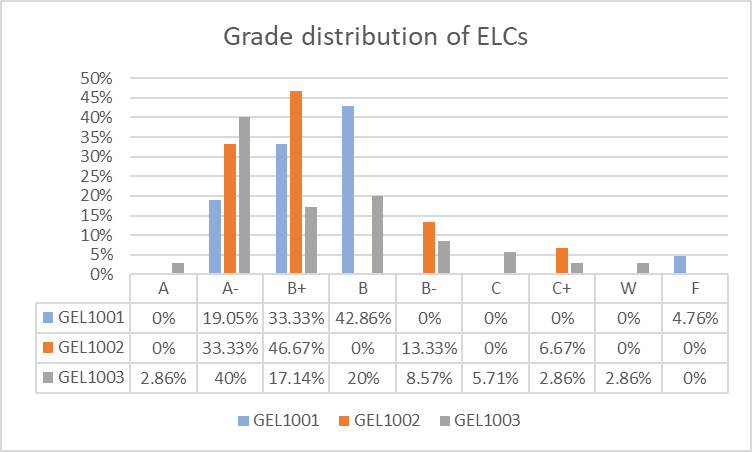 Grade distribution of ELCs
50%
45%
40%
35%
30%
25%
20%
15%
10%
5%
0%
A A- B+ B B- C C+ W F
GEL1001 0% 19.05% 33.33% 42.86% 0% 0% 0% 0% 4.76%
GEL1002 0% 33.33% 46.67% 0% 13.33% 0% 6.67% 0% 0%
GEL1003 2.86% 40% 17.14% 20% 8.57% 5.71% 2.86% 2.86% 0%
GEL1001 GEL1002 GEL1003